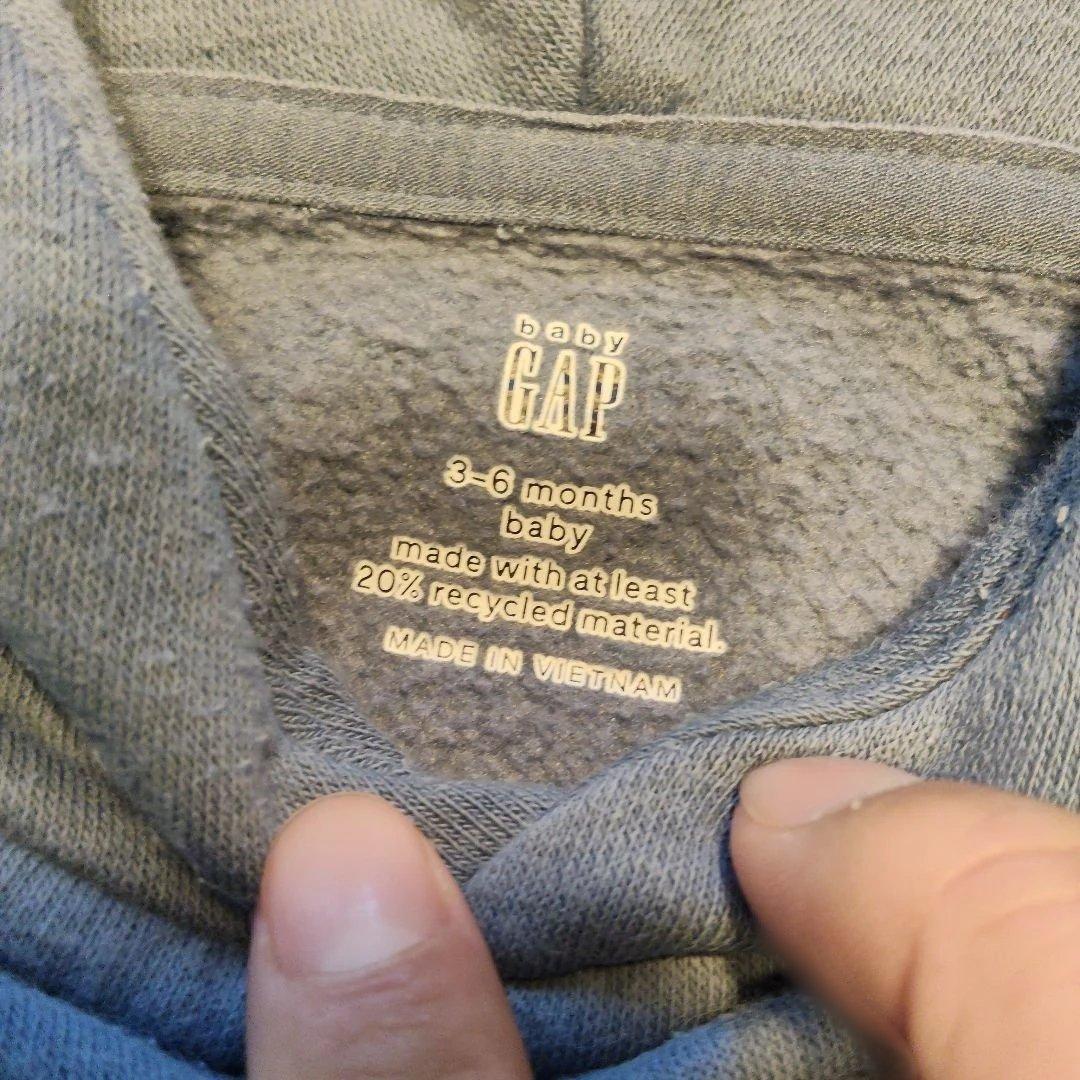 baby
GAP
3-6 months
baby
made with at least
20% recycled material.
MADE IN VIETNAM